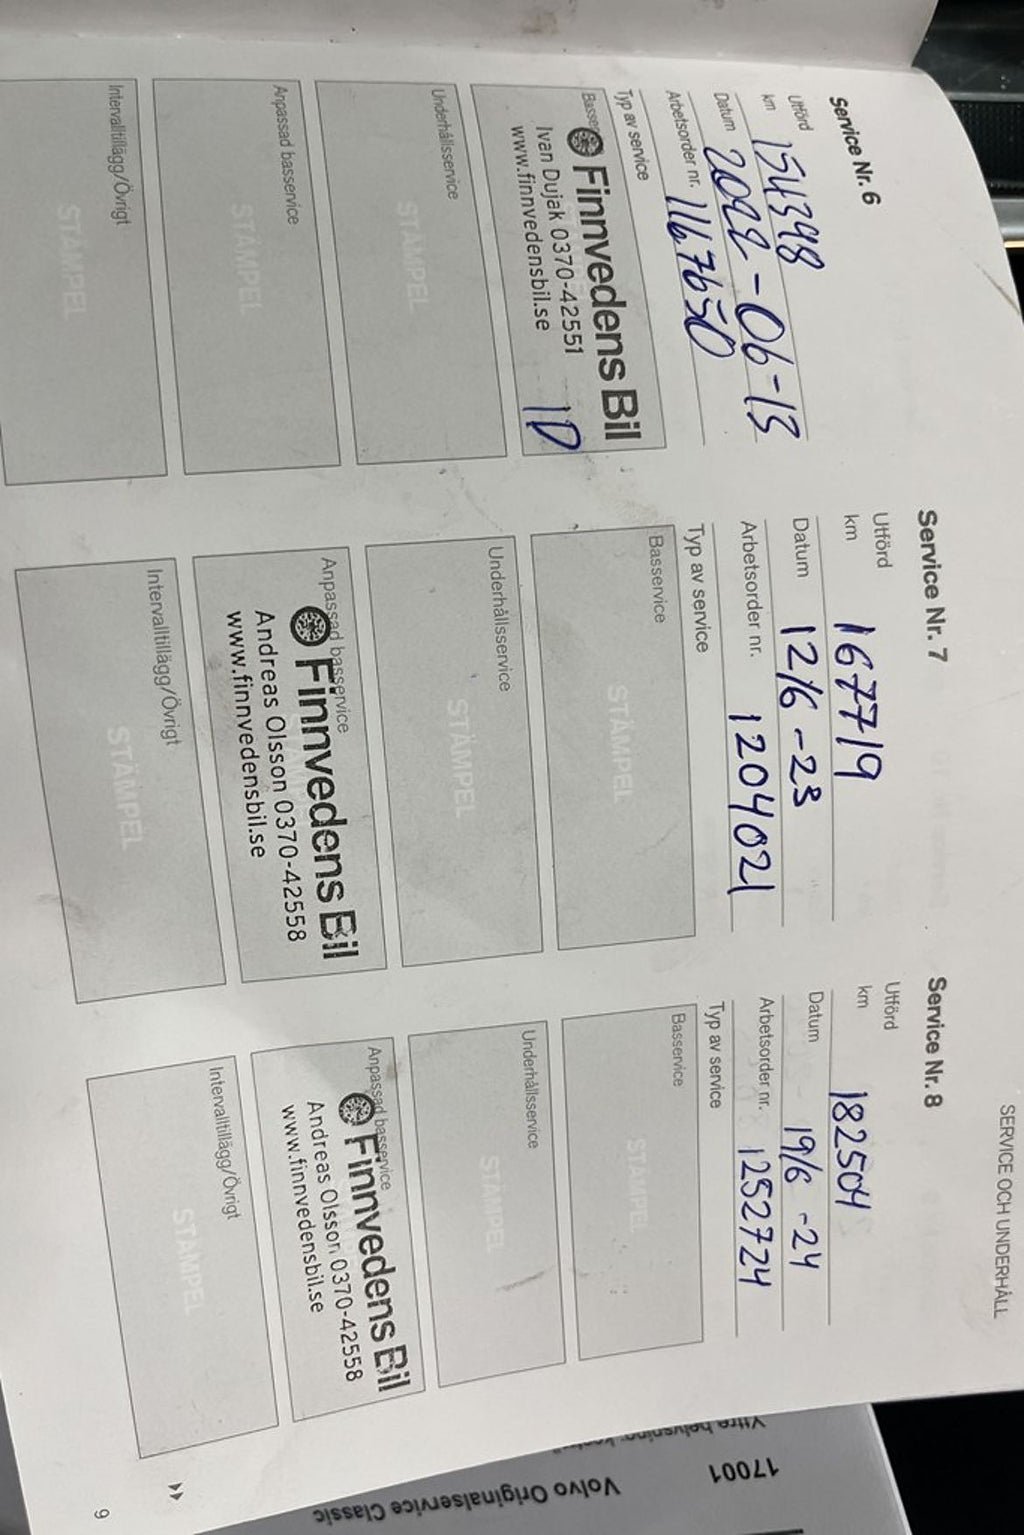 SERVICE OCH UNDERHÅLL
Service Nr. 6
Utförd
km 154398
Datum 2022-06-13
Arbetsorder nr. 1167650
Typ av service
Basser
Finnvedens Bil
Ivan Dujak 0370-42551
www.finnvedensbil.se
ID
Underhållsservice
STÄMPEL
Anpassad basservice
STÄMPEL
Intervalltillägg/Övrigt
STÄMPEL
Service Nr. 7
Utförd
km 167719
Datum 12/6-23
Arbetsorder nr. 1204021
Typ av service
Basservice
STÄMPEL
Underhållsservice
STÄMPEL
Anpassad basservice
Finnvedens Bil
Andreas Olsson 0370-42558
www.finnvedensbil.se
Intervalltillägg/Övrigt
STÄMPEL
Service Nr. 8
Utförd
km 182504
Datum 19/6-24
Arbetsorder nr. 1252724
Typ av service
Basservice
STÄMPEL
Underhållsservice
STÄMPEL
Anpassad basservice
Finnvedens Bil
Andreas Olsson 0370-42558
www.finnvedensbil.se
Intervalltillägg/Övrigt
STÄMPEL
9
Volvo Originalservice Classic
17001
Yttre belysning: